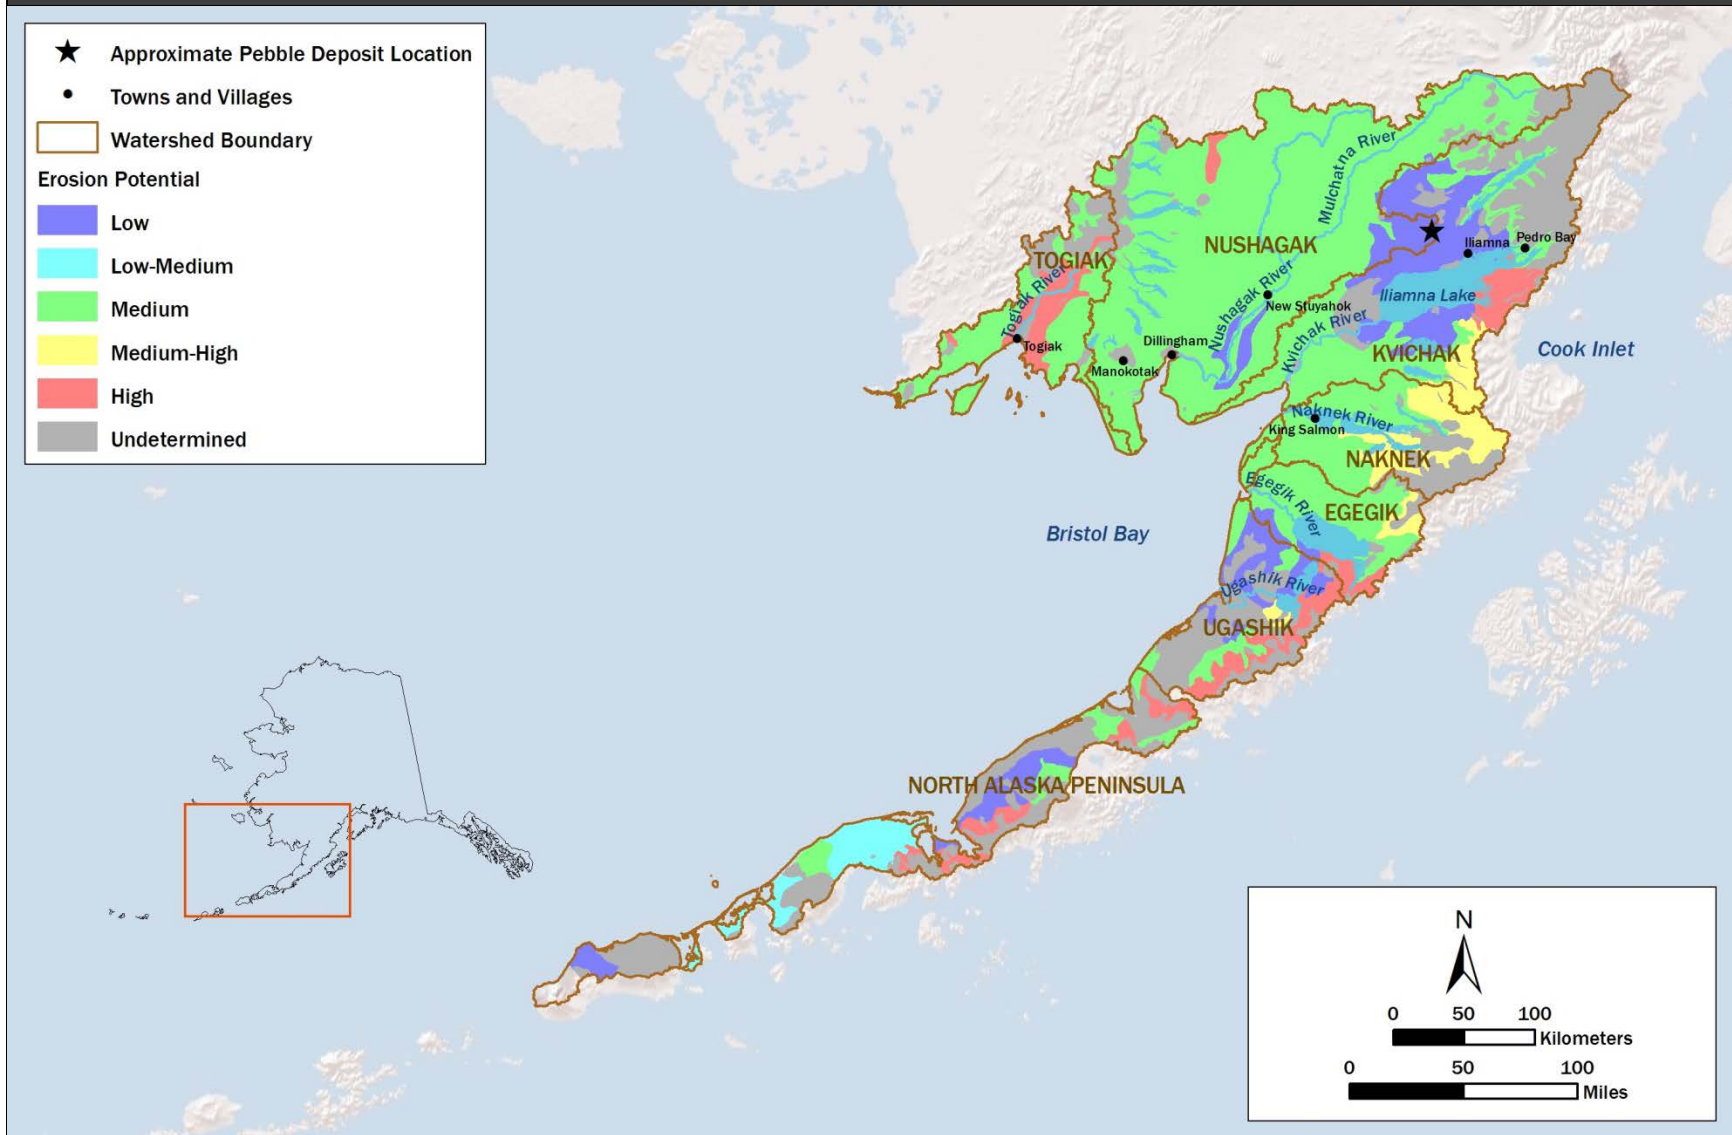 Approximate Pebble Deposit Location
Towns and Villages
Watershed Boundary
Erosion Potential
Low
Low-Medium
Medium
Medium-High
High
Undetermined
Mulchatna River
NUSHAGAK
TOGIAK
Togiak River
Togiak
Iliamna
Pedro Bay
Iliamna Lake
Nushagak River
New Stuyahok
Kvichak River
KVICHAK
Cook Inlet
Dillingham
Manokotak
Naknek River
King Salmon
NAKNEK
Egegik River
EGEGIK
Bristol Bay
Ugashik River
UGASHIK
NORTH ALASKA PENINSULA
N
0 50 100
Kilometers
0 50 100
Miles